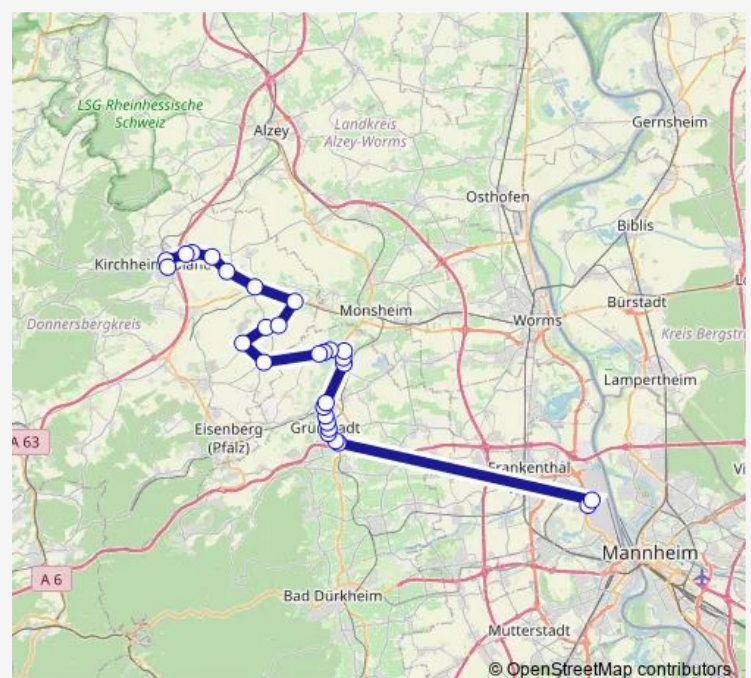 LSG Rheinhessische
Schweiz
Alzey
Landkreis
Alzey-Worms
Gernsheim
Osthofen
Biblis
Kirchheim
Donnersbergkreis
Monsheim
Worms
Bürstadt
Kreis Bergstr
Lampertheim
A 63
Eisenberg
(Pfalz)
Grünstadt
Frankenthal
Mannheim
A 6
Bad Dürkheim
Mutterstadt
© OpenStreetMap contributors